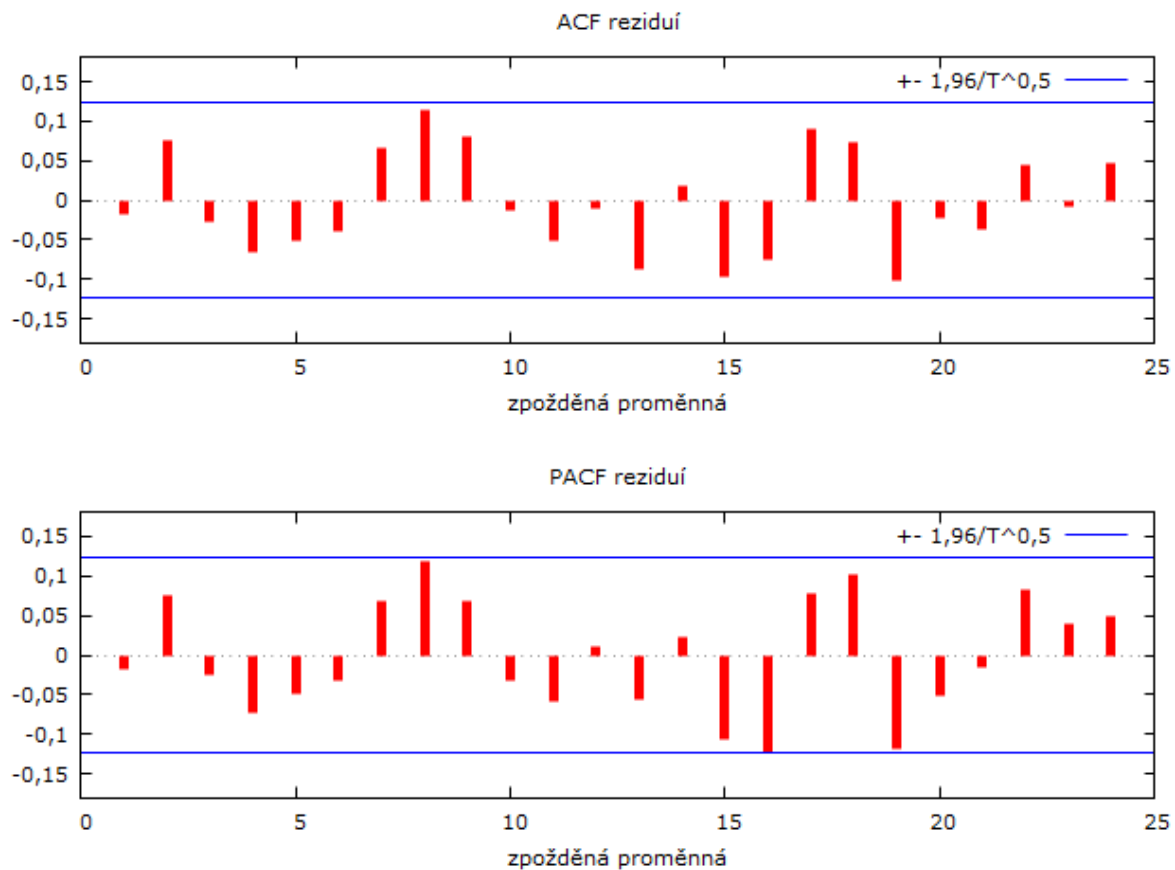 ACF reziduí
+- 1,96/T^0,5
0,15
0,1
0,05
0
-0,05
-0,1
-0,15
0 5 10 15 20 25
zpožděná proměnná
PACF reziduí
+- 1,96/T^0,5
0,15
0,1
0,05
0
-0,05
-0,1
-0,15
0 5 10 15 20 25
zpožděná proměnná